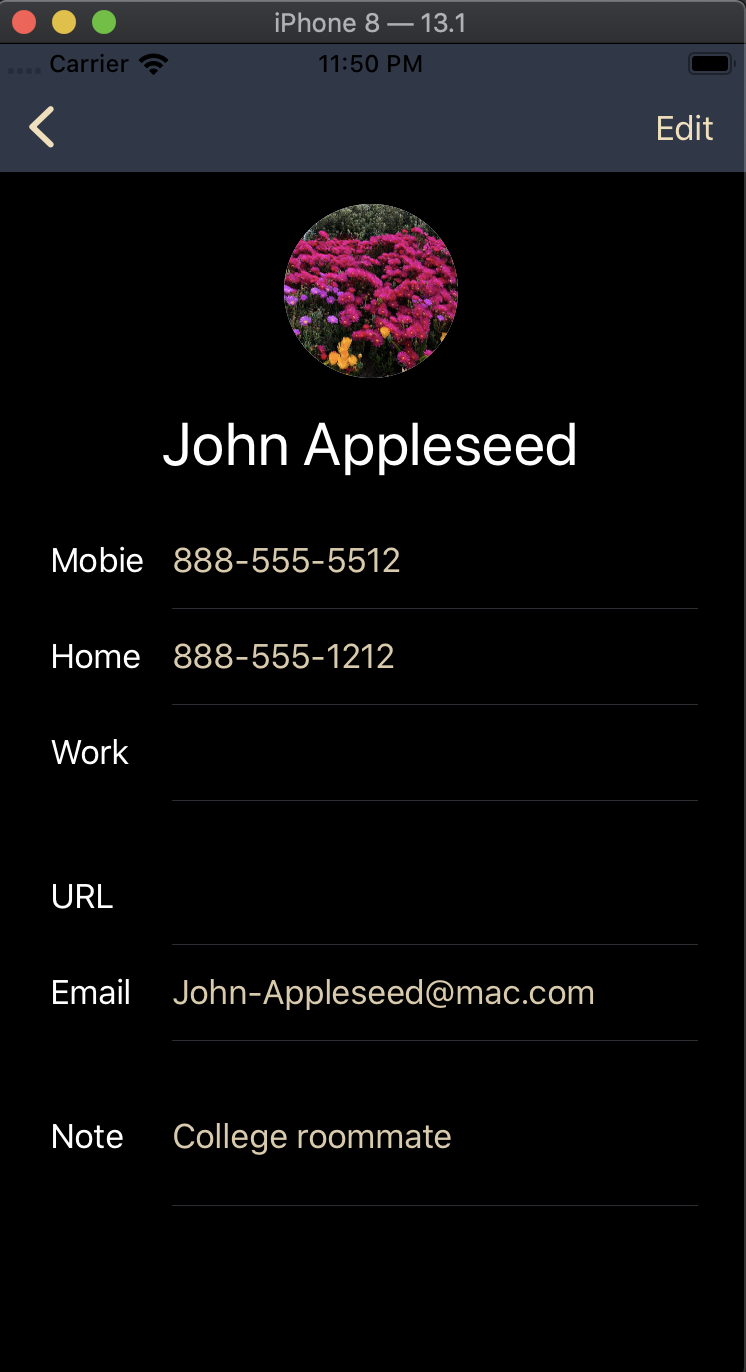 iPhone 8 — 13.1
Carrier 11:50 PM
Edit
John Appleseed
Mobie 888-555-5512
Home 888-555-1212
Work
URL
Email John-Appleseed@mac.com
Note College roommate